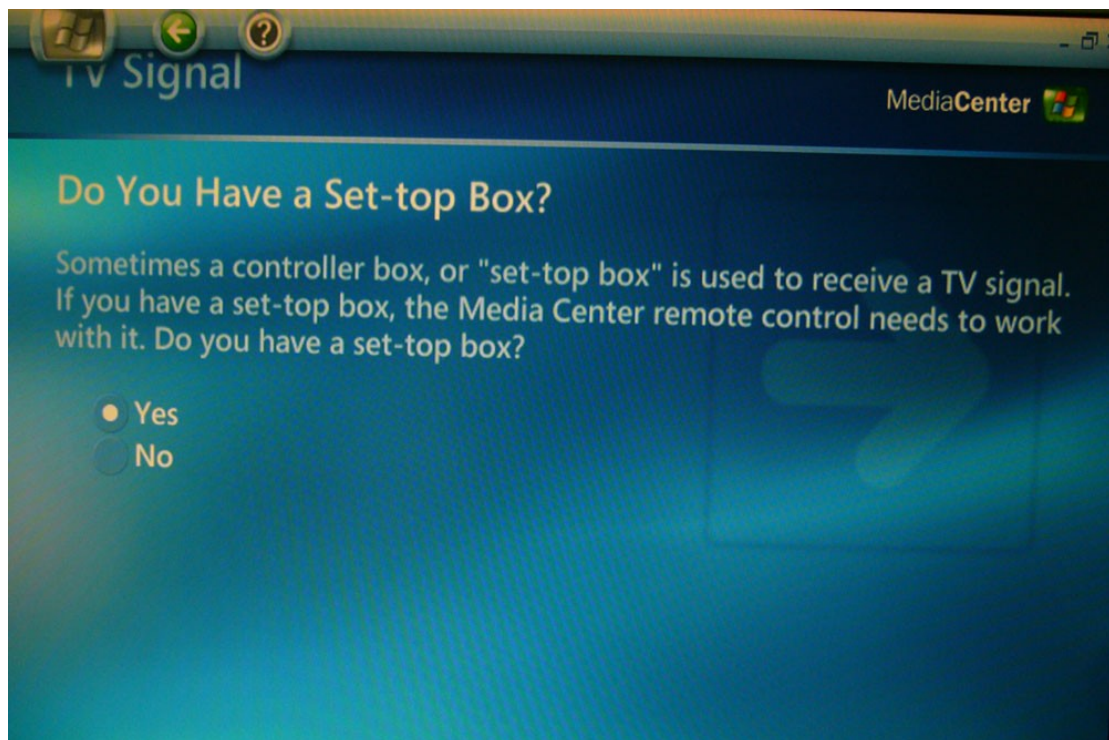 TV Signal
MediaCenter
Do You Have a Set-top Box?
Sometimes a controller box, or "set-top box" is used to receive a TV signal.
If you have a set-top box, the Media Center remote control needs to work
with it. Do you have a set-top box?
Yes
No